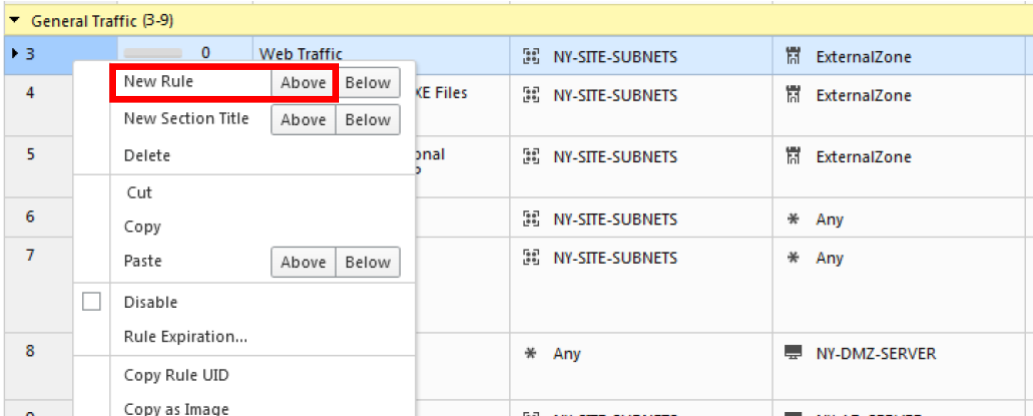 General Traffic (3-9)
3 0 Web Traffic NY-SITE-SUBNETS ExternalZone
New Rule Above Below
4 XE Files NY-SITE-SUBNETS ExternalZone
New Section Title Above Below
5 onal NY-SITE-SUBNETS ExternalZone
Delete
Cut
6 NY-SITE-SUBNETS * Any
Copy
7 NY-SITE-SUBNETS * Any
Paste Above Below
Disable
Rule Expiration...
8 * Any NY-DMZ-SERVER
Copy Rule UID
Copy as Image